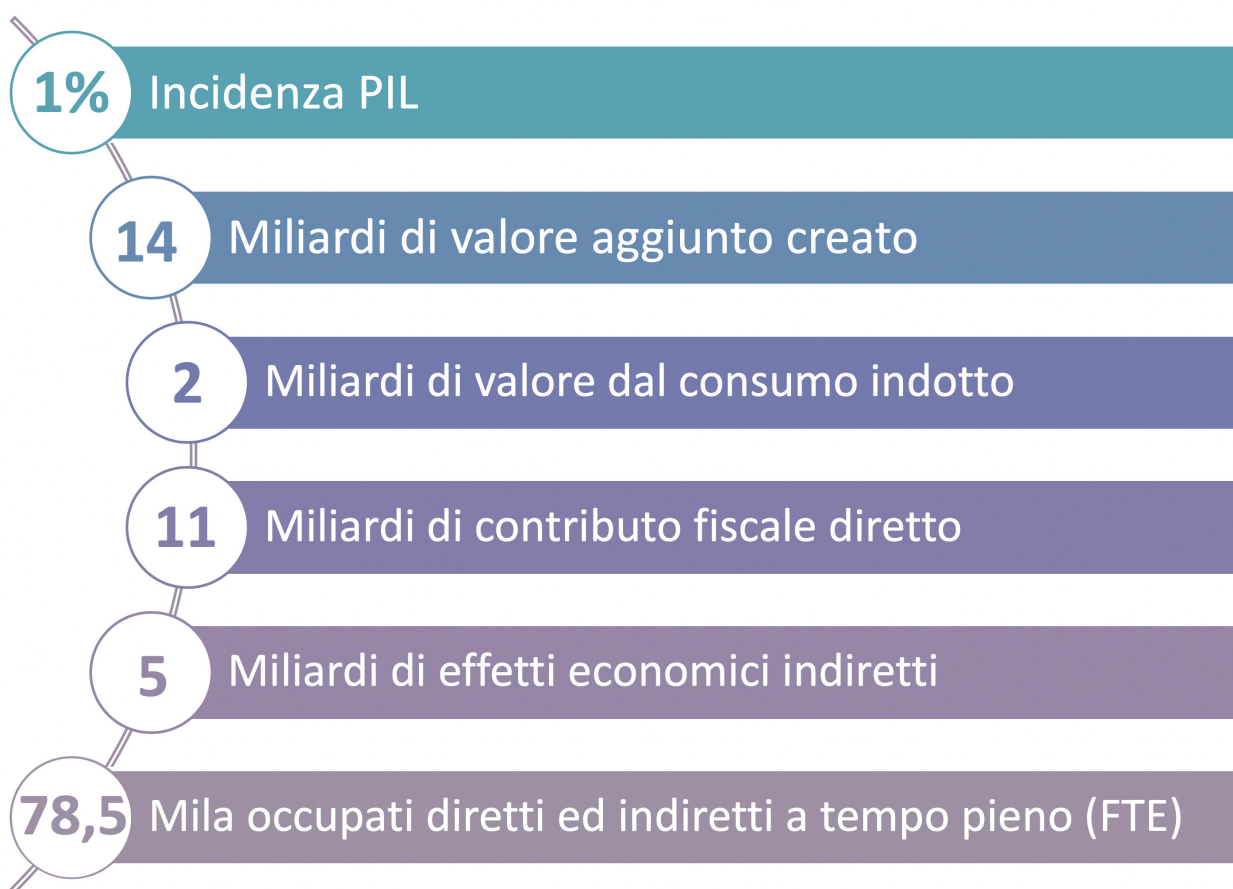 1% Incidenza PIL
14 Miliardi di valore aggiunto creato
2 Miliardi di valore dal consumo indotto
11 Miliardi di contributo fiscale diretto
5 Miliardi di effetti economici indiretti
78,5 Mila occupati diretti ed indiretti a tempo pieno (FTE)